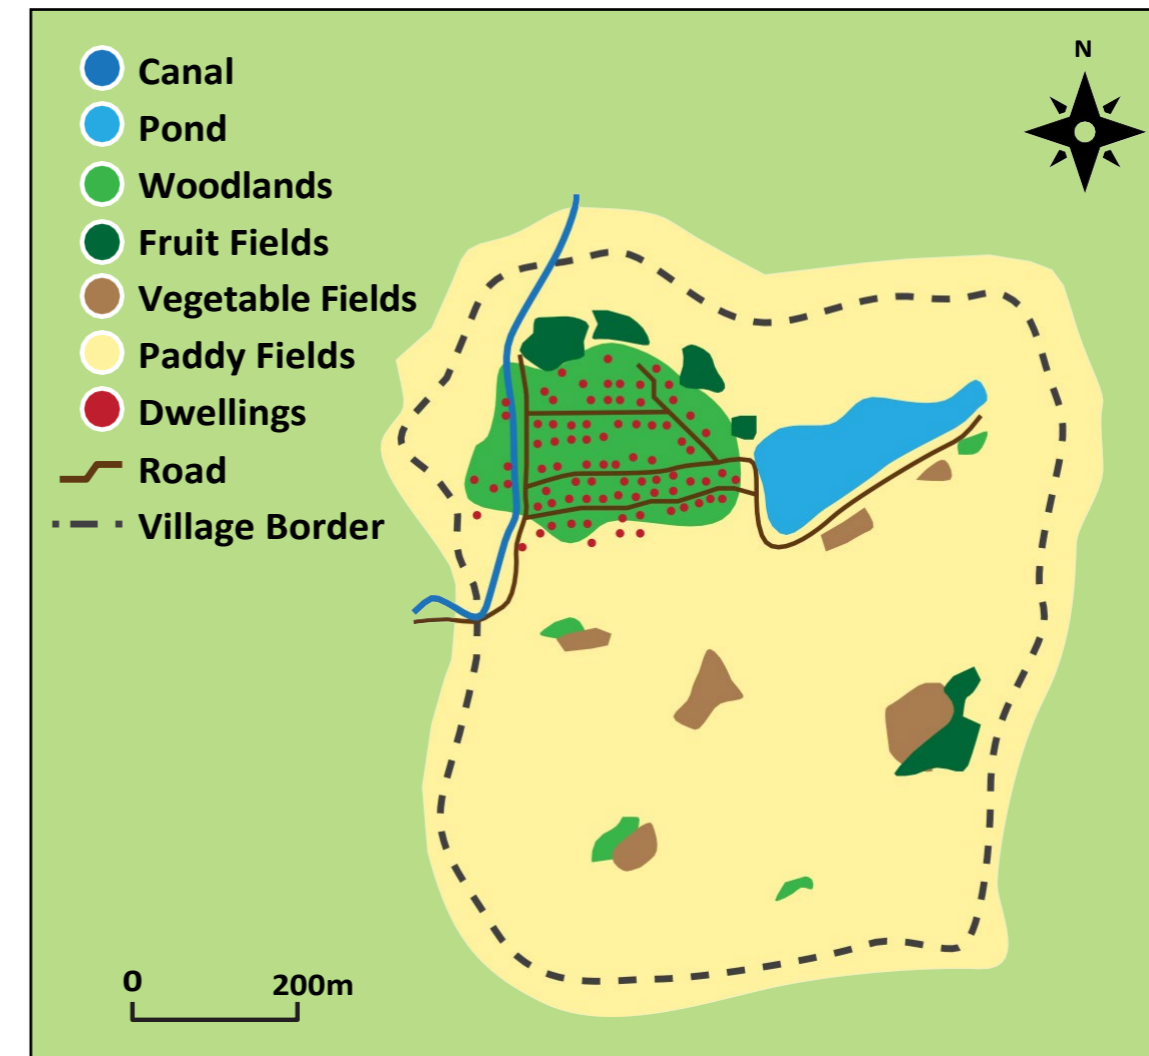 N
Canal
Pond
Woodlands
Fruit Fields
Vegetable Fields
Paddy Fields
Dwellings
Road
Village Border
0 200m